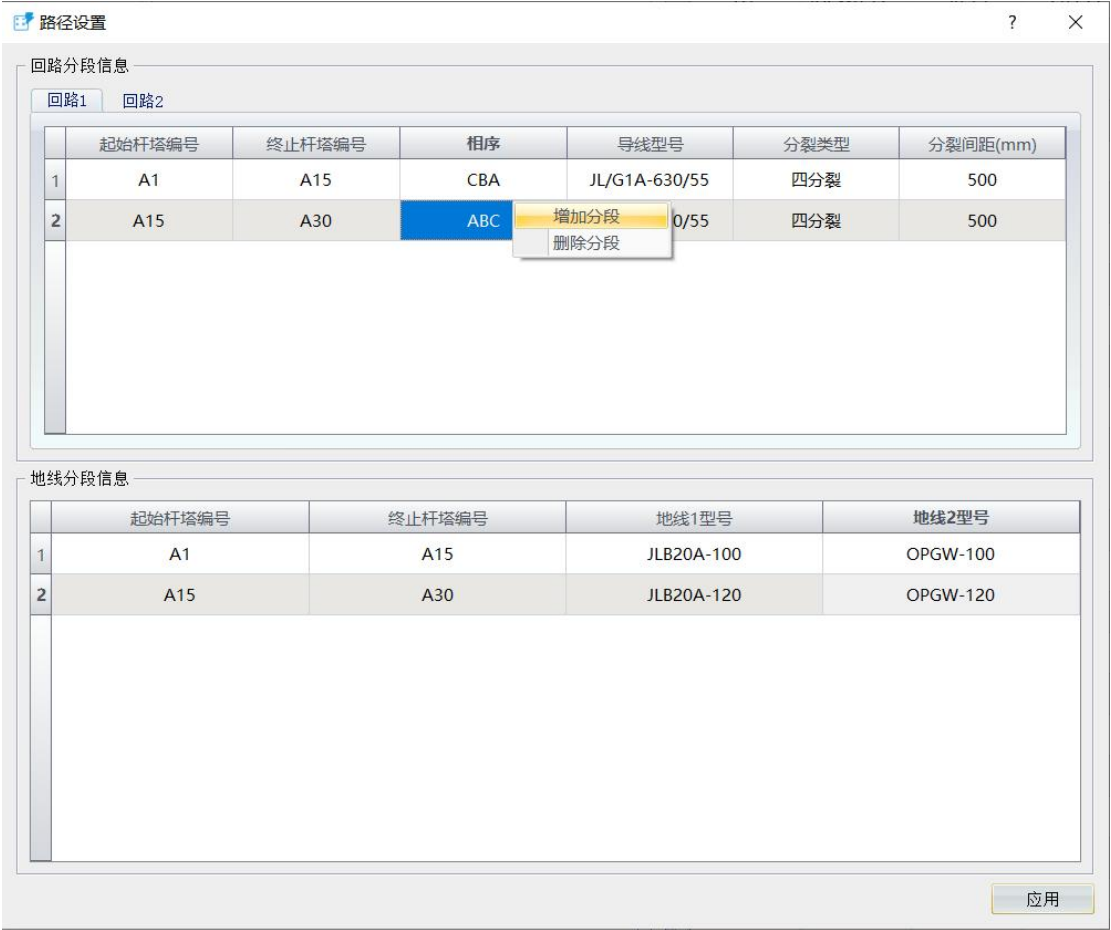 路径设置
?
回路分段信息
回路1 回路2
起始杆塔编号 终止杆塔编号 相序 导线型号 分裂类型 分裂间距(mm)
1 A1 A15 CBA JL/G1A-630/55 四分裂 500
2 A15 A30 ABC 0/55 四分裂 500
增加分段
删除分段
地线分段信息
起始杆塔编号 终止杆塔编号 地线1型号 地线2型号
1 A1 A15 JLB20A-100 OPGW-100
2 A15 A30 JLB20A-120 OPGW-120
应用